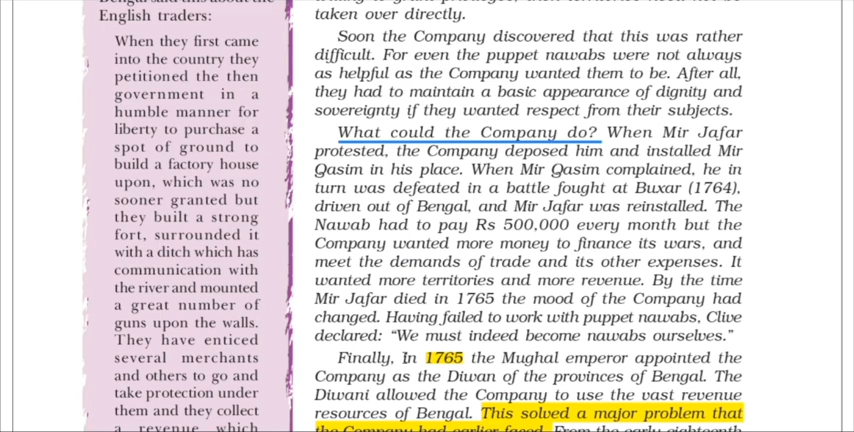 English traders:
When they first came
into the country they
petitioned the then
government in a
humble manner for
liberty to purchase a
spot of ground to
build a factory house
upon, which was no
sooner granted but
they built a strong
fort, surrounded it
with a ditch which has
communication with
the river and mounted
a great number of
guns upon the walls.
They have enticed
several merchants
and others to go and
take protection under
them and they collect
a revenue which
taken over directly.
Soon the Company discovered that this was rather
difficult. For even the puppet nawabs were not always
as helpful as the Company wanted them to be. After all,
they had to maintain a basic appearance of dignity and
sovereignty if they wanted respect from their subjects.
What could the Company do? When Mir Jafar
protested, the Company deposed him and installed Mir
Qasim in his place. When Mir Qasim complained, he in
turn was defeated in a battle fought at Buxar (1764),
driven out of Bengal, and Mir Jafar was reinstalled. The
Nawab had to pay Rs 500,000 every month but the
Company wanted more money to finance its wars, and
meet the demands of trade and its other expenses. It
wanted more territories and more revenue. By the time
Mir Jafar died in 1765 the mood of the Company had
changed. Having failed to work with puppet nawabs, Clive
declared: “We must indeed become nawabs ourselves.”
Finally, in 1765 the Mughal emperor appointed the
Company as the Diwan of the provinces of Bengal. The
Diwani allowed the Company to use the vast revenue
resources of Bengal. This solved a major problem that
the Company had earlier faced. From the early eighteenth